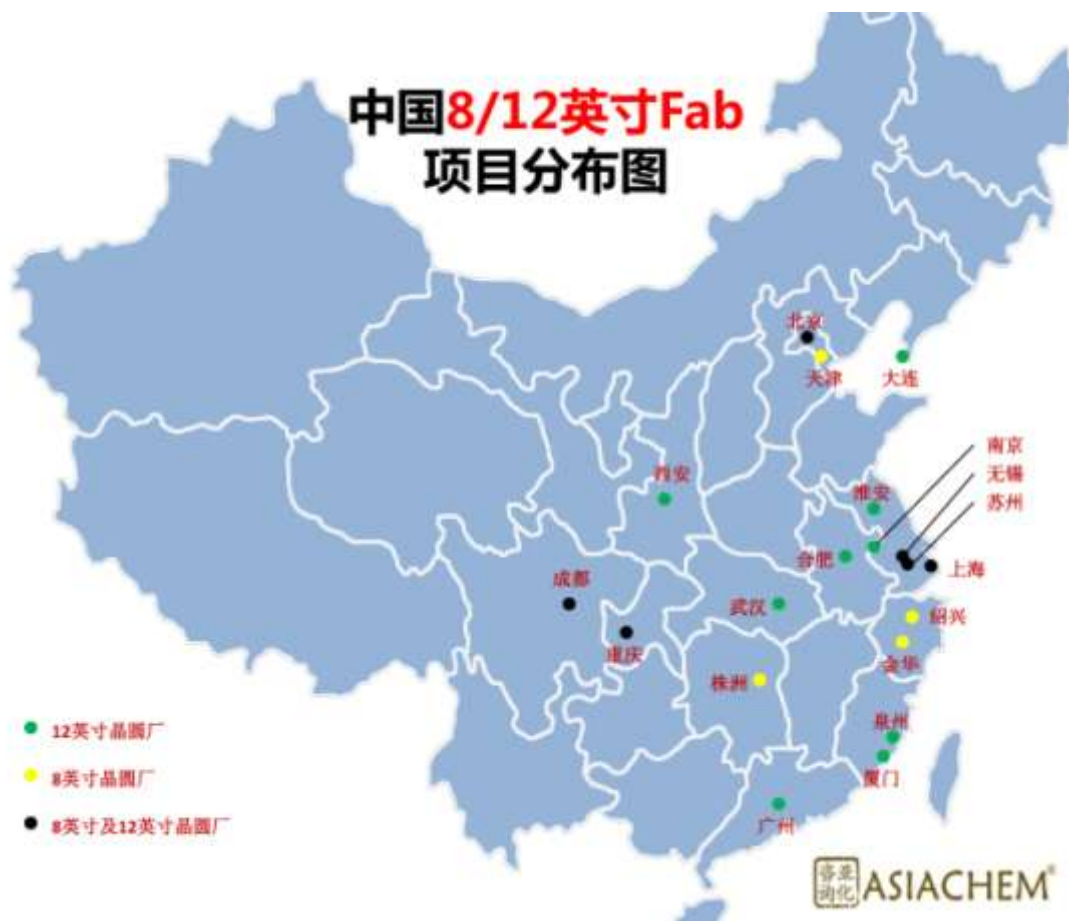 中国8/12英寸Fab
项目分布图
北京
天津
大连
南京
无锡
苏州
西安
淮安
合肥
上海
成都
武汉
重庆
绍兴
金华
株洲
泉州
厦门
广州
12英寸晶圆厂
8英寸晶圆厂
8英寸及12英寸晶圆厂
亚化咨询
ASIACHEM®